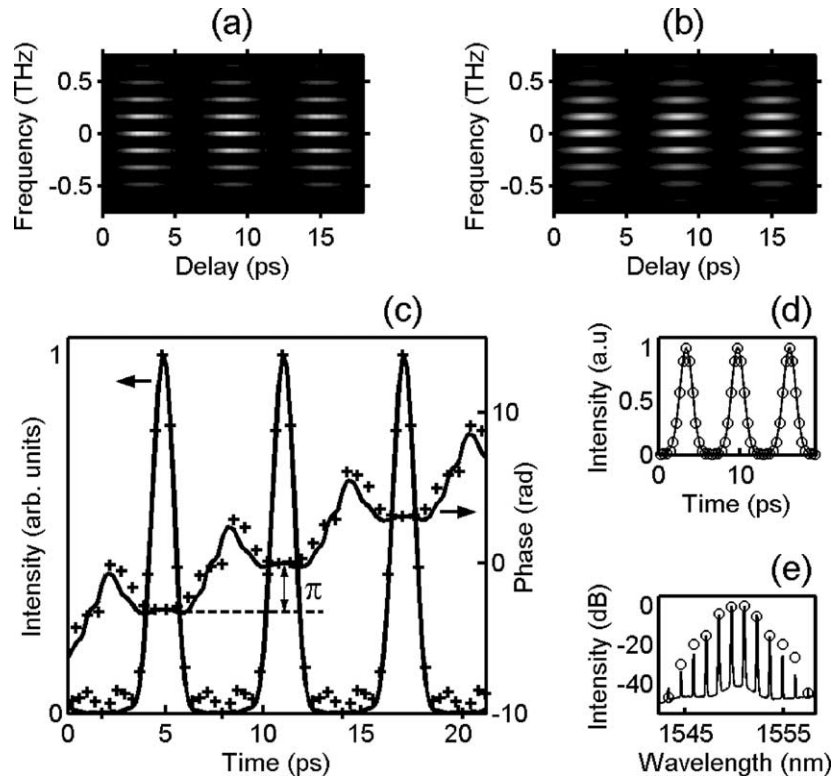 (a)
Frequency (THz)
0.5
0
-0.5
0 5 10 15
Delay (ps)
(b)
Frequency (THz)
0.5
0
-0.5
0 5 10 15
Delay (ps)
(c)
Intensity (arb. units)
1
0
Phase (rad)
10
0
-10
π
0 5 10 15 20
Time (ps)
(d)
Intensity (a.u)
1
0.5
0
0 10
Time (ps)
(e)
Intensity (dB)
0
-20
-40
1545 1555
Wavelength (nm)